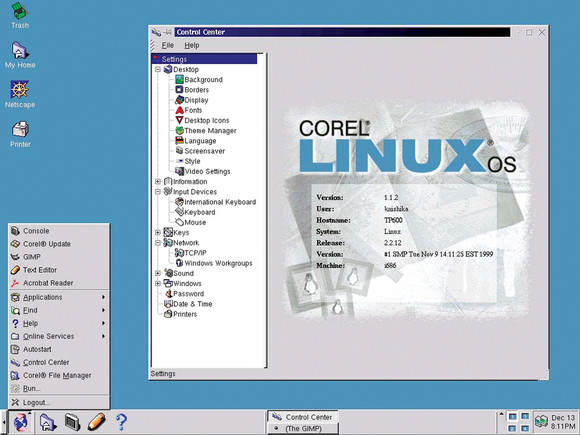 Trash
My Home
Netscape
Printer
Control Center
File Help
Settings
Desktop
Background
Borders
Display
Fonts
Desktop Icons
Theme Manager
Language
Screensaver
Style
Video Settings
Information
Input Devices
International Keyboard
Keyboard
Mouse
Keys
Network
TCP/IP
Windows Workgroups
Sound
Windows
Password
Date & Time
Printers
COREL®
LINUX® OS
Version: 1.1.2
User: knishika
Hostname: TP600
System: Linux
Release: 2.2.12
Version: #1 SMP Tue Nov 9 14:11:25 EST 1999
Machine: i686
Settings
Console
Corel® Update
GIMP
Text Editor
Acrobat Reader
Applications
Find
Help
Online Services
Autostart
Control Center
Corel® File Manager
Run...
Logout...
Control Center
(The GIMP)
Dec 13
8:11PM